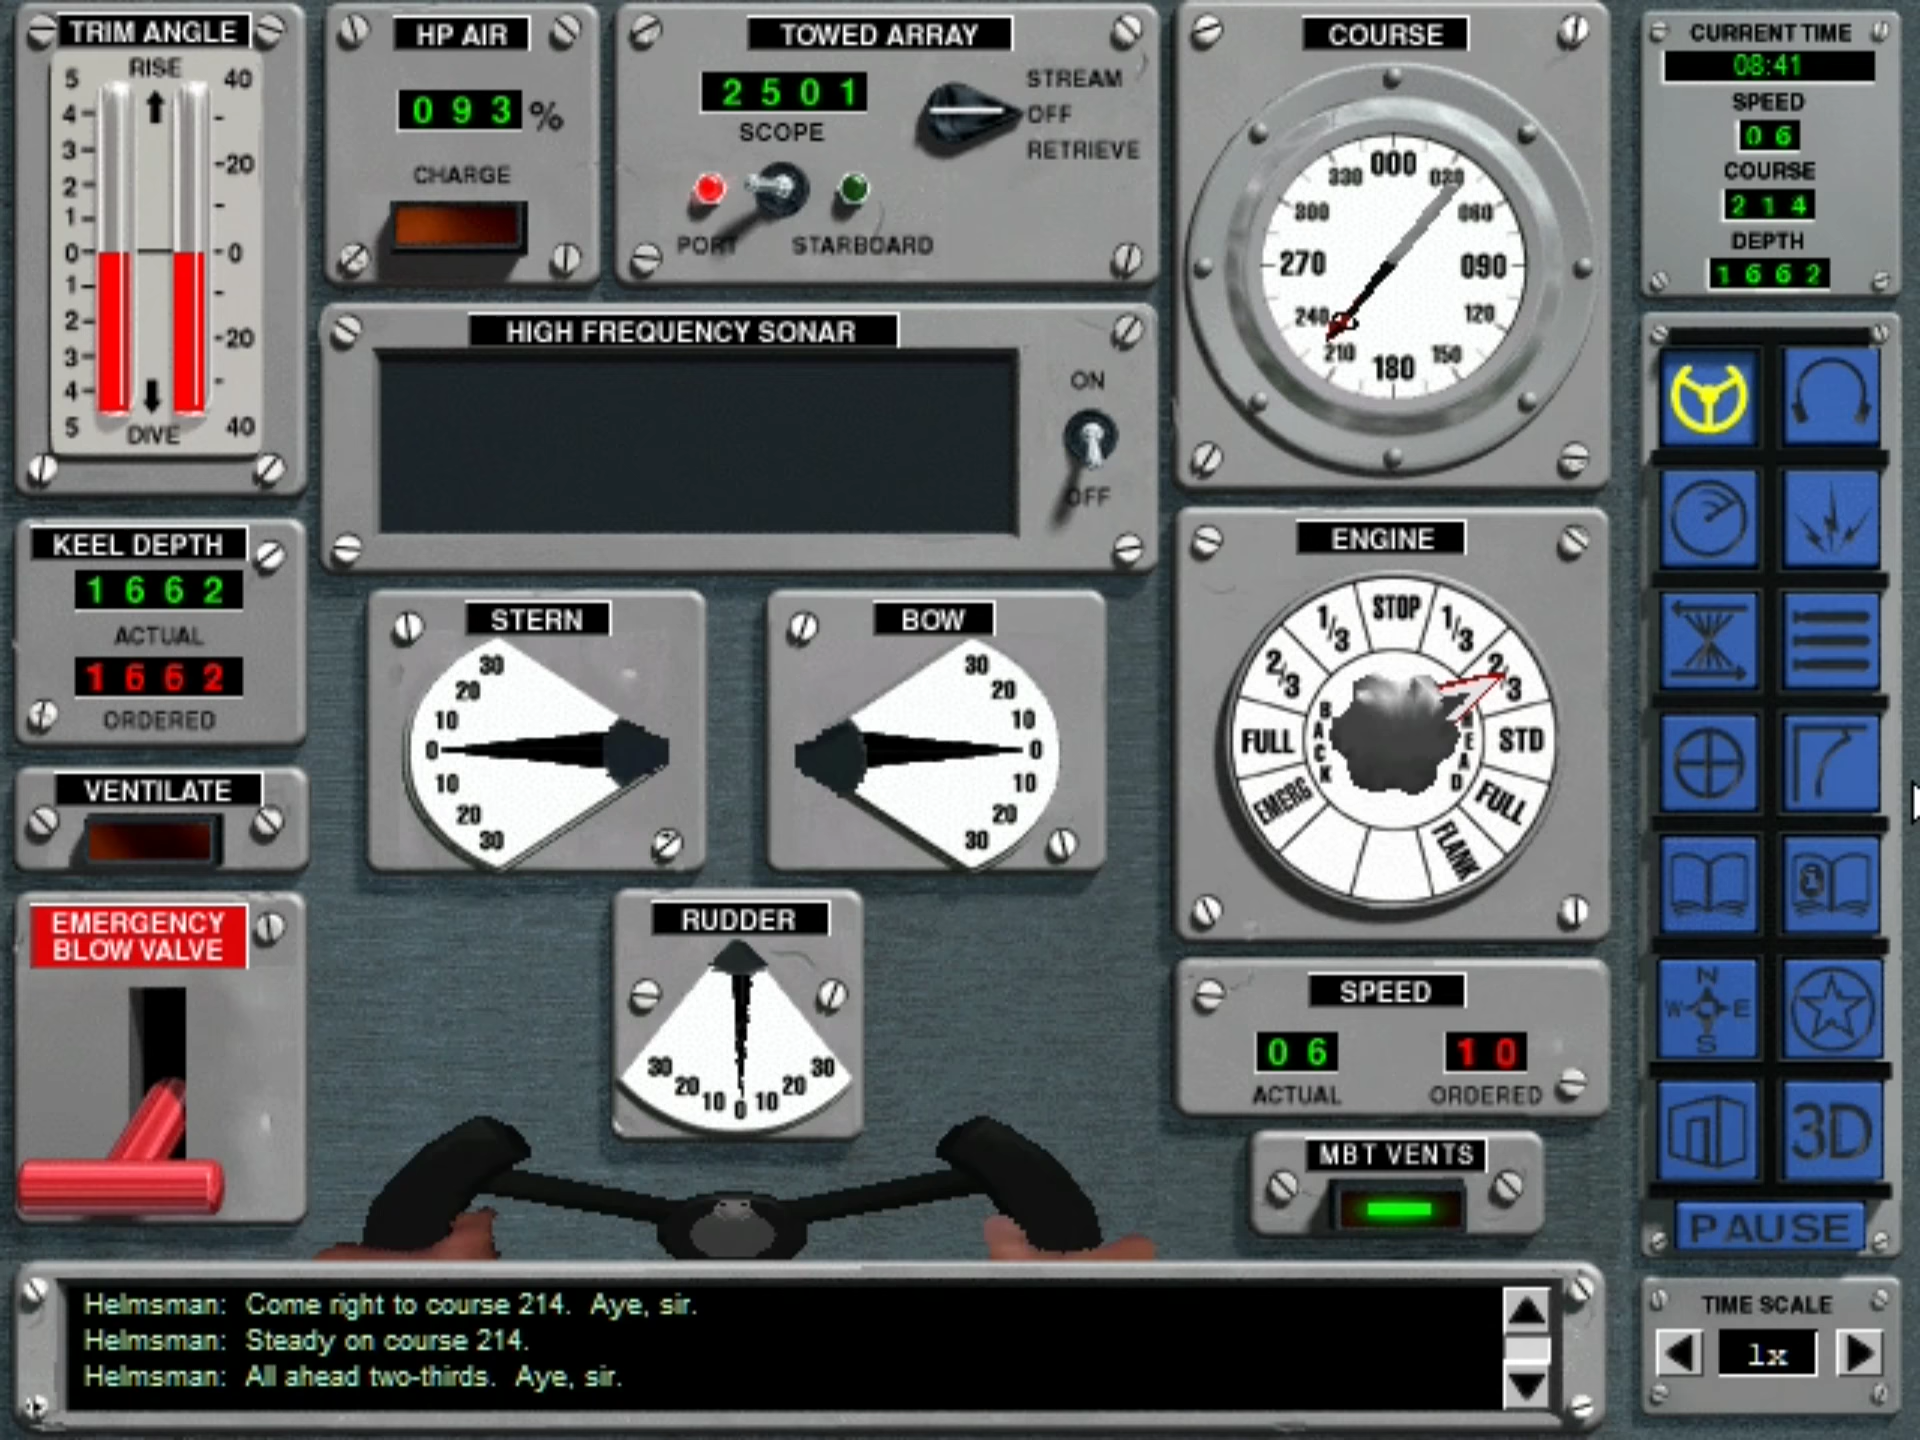 TRIM ANGLE
RISE
5 40
4
3 20
2
1
0 0
1
2 20
3
4
5 40
DIVE
HP AIR
093%
CHARGE
TOWED ARRAY
2501
SCOPE
STREAM
OFF
RETRIEVE
PORT STARBOARD
COURSE
000
330 030
300 060
270 090
240 120
210 150
180
CURRENT TIME
08:41
SPEED
06
COURSE
214
DEPTH
1662
HIGH FREQUENCY SONAR
ON
OFF
KEEL DEPTH
1662
ACTUAL
1662
ORDERED
STERN
30
20
10
0
10
20
30
BOW
30
20
10
0
10
20
30
ENGINE
STOP
1/3 1/3
2/3 2/3
FULL STD
EMERG FULL
FLANK
BACK
AHEAD
VENTILATE
EMERGENCY
BLOW VALVE
RUDDER
30 20 10 0 10 20 30
SPEED
06 10
ACTUAL ORDERED
MBT VENTS
N
W E
S
3D
PAUSE
TIME SCALE
1x
Helmsman: Come right to course 214. Aye, sir.
Helmsman: Steady on course 214.
Helmsman: All ahead two-thirds. Aye, sir.